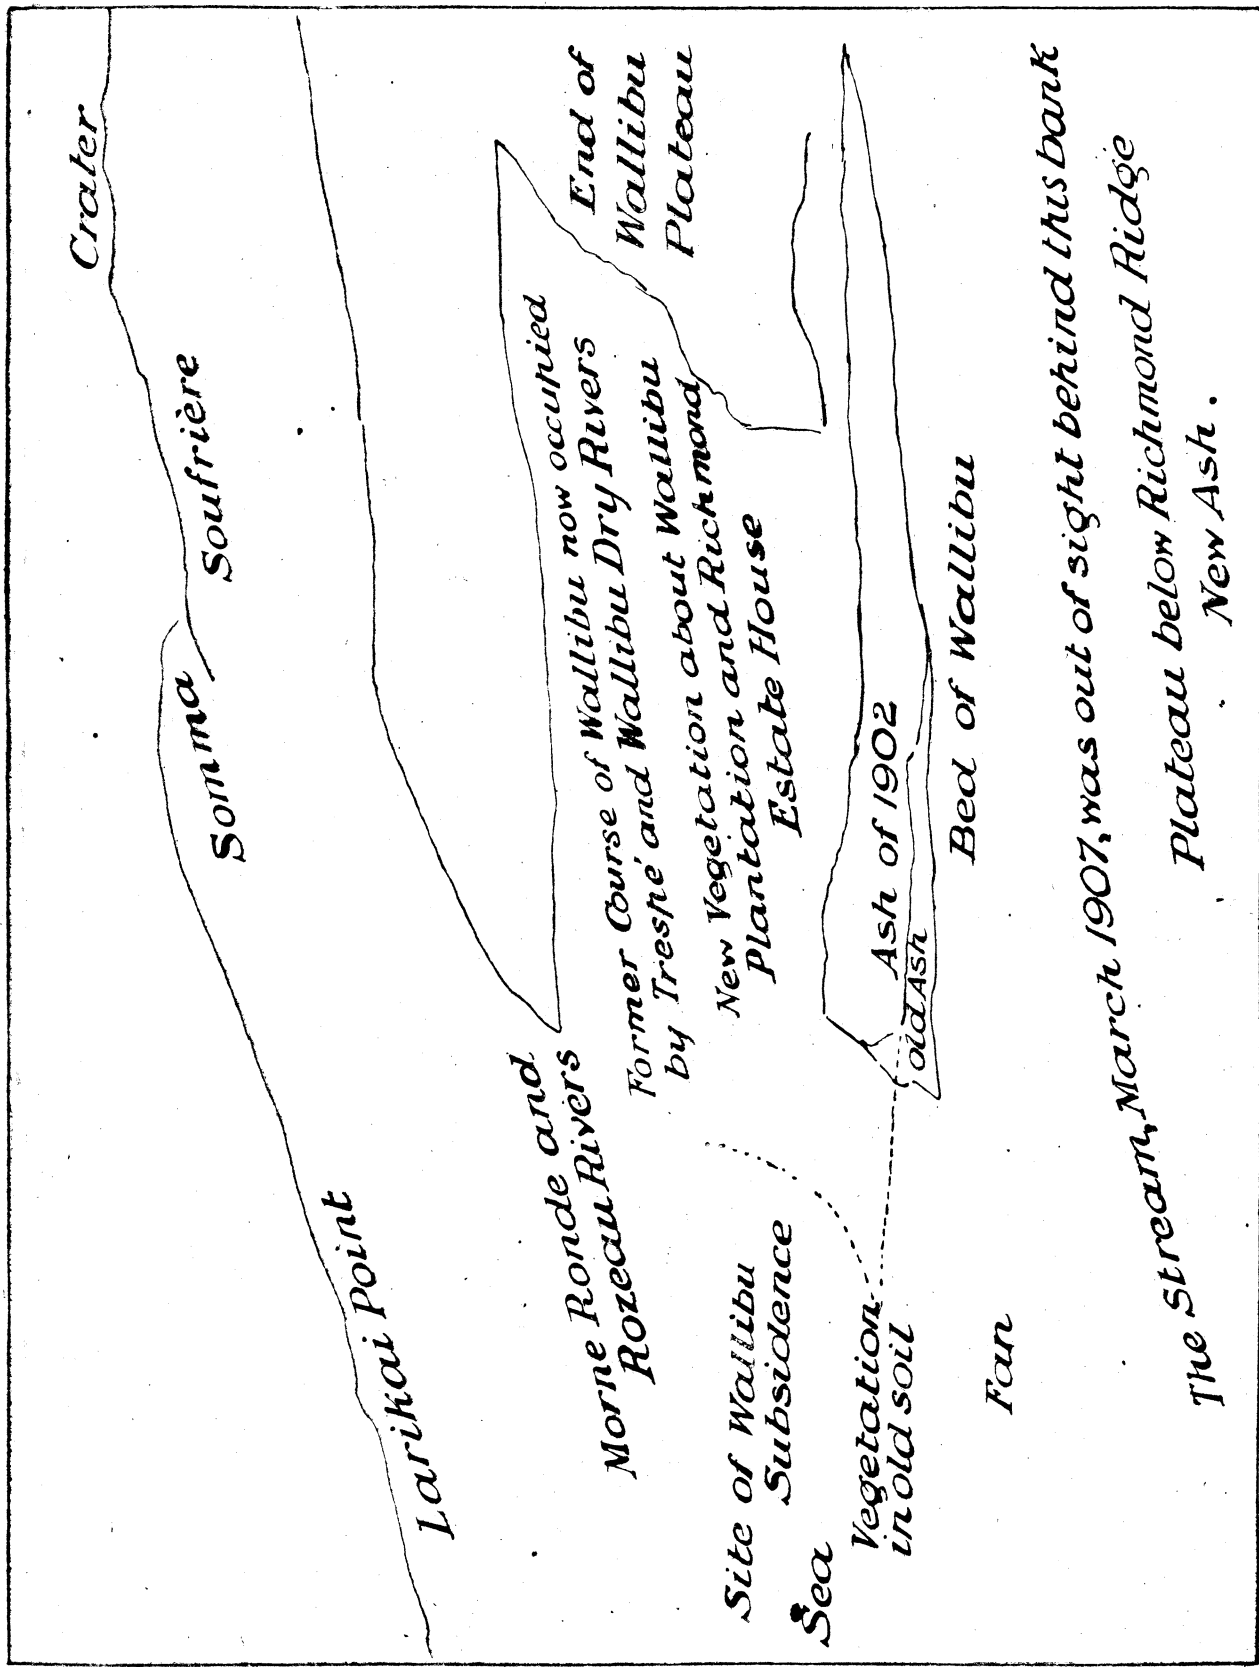 Crater
Somma
Soufrière
Larikai Point
Morne Ronde and
Rozeau Rivers
End of
Wallibu
Plateau
Former Course of Wallibu now occupied
by Trespé and Wallibu Dry Rivers
New Vegetation about Wallibu
Plantation and Richmond
Estate House
Site of Wallibu
Subsidence
Sea
Vegetation
in old soil
Ash of 1902
old Ash
Bed of Wallibu
Fan
The Stream, March 1907, was out of sight behind this bank
Plateau below Richmond Ridge
New Ash.